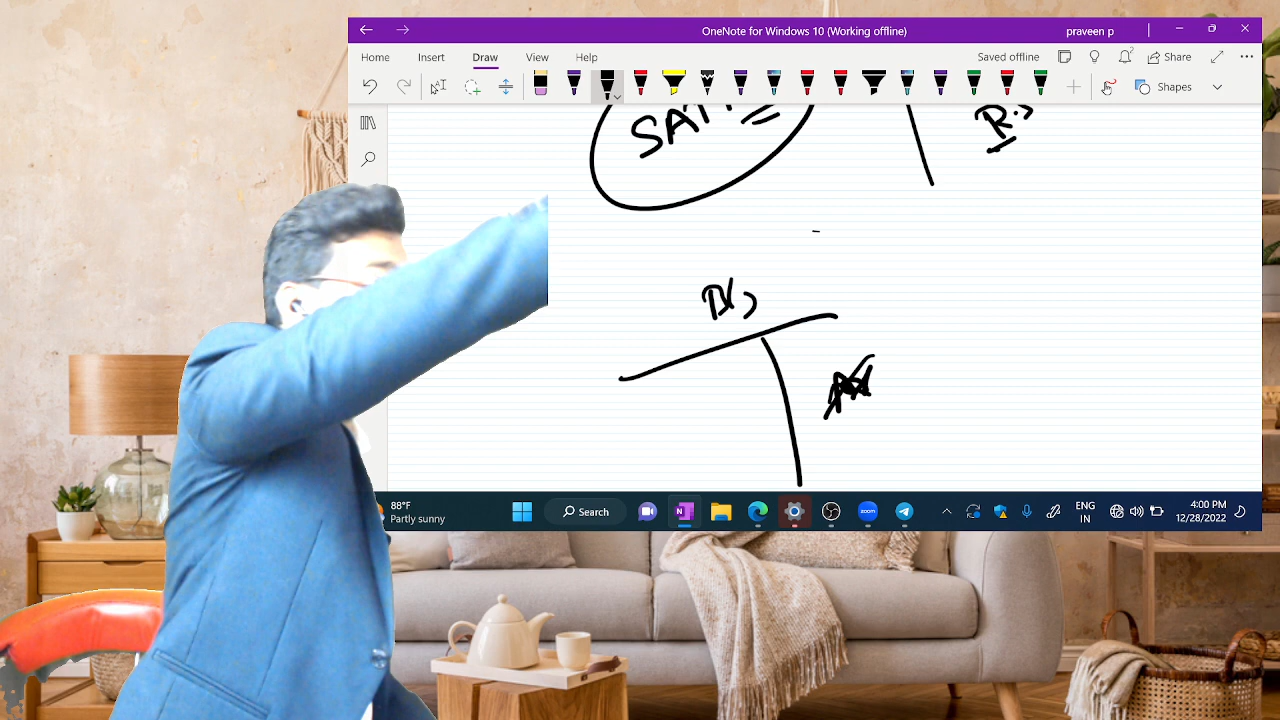 OneNote for Windows 10 (Working offline)
praveen p
Home Insert Draw View Help
Saved offline
Share
Shapes
88°F
Partly sunny
Search
zoom
ENG
IN
4:00 PM
12/28/2022